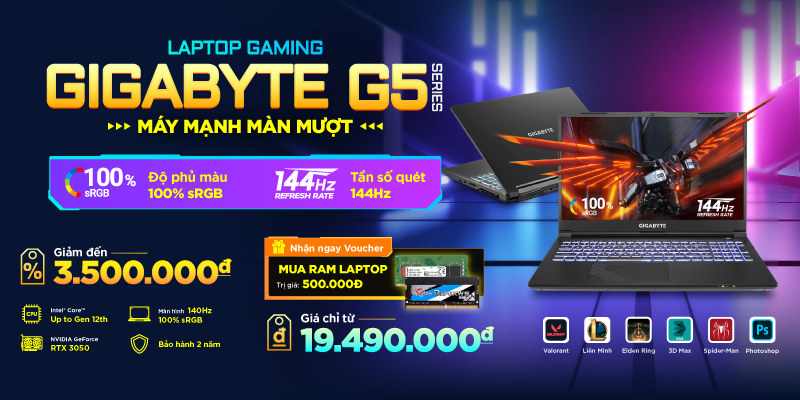 LAPTOP GAMING
GIGABYTE G5
SERIES
MÁY MẠNH MÀN MƯỢT
100%
sRGB
Độ phủ màu
100% sRGB
144Hz
REFRESH RATE
Tần số quét
144Hz
Giảm đến
3.500.000đ
Nhận ngay Voucher
MUA RAM LAPTOP
Trị giá: 500.000Đ
CPU
Intel® Core™
Up to Gen 12th
Màn hình 140Hz
100% sRGB
NVIDIA GeForce
RTX 3050
Bảo hành 2 năm
Giá chỉ từ
19.490.000đ
GIGABYTE
100%
sRGB
144Hz
REFRESH RATE
GIGABYTE
Valorant
Liên Minh
Elden Ring
3D Max
Spider-Man
Ps
Photoshop